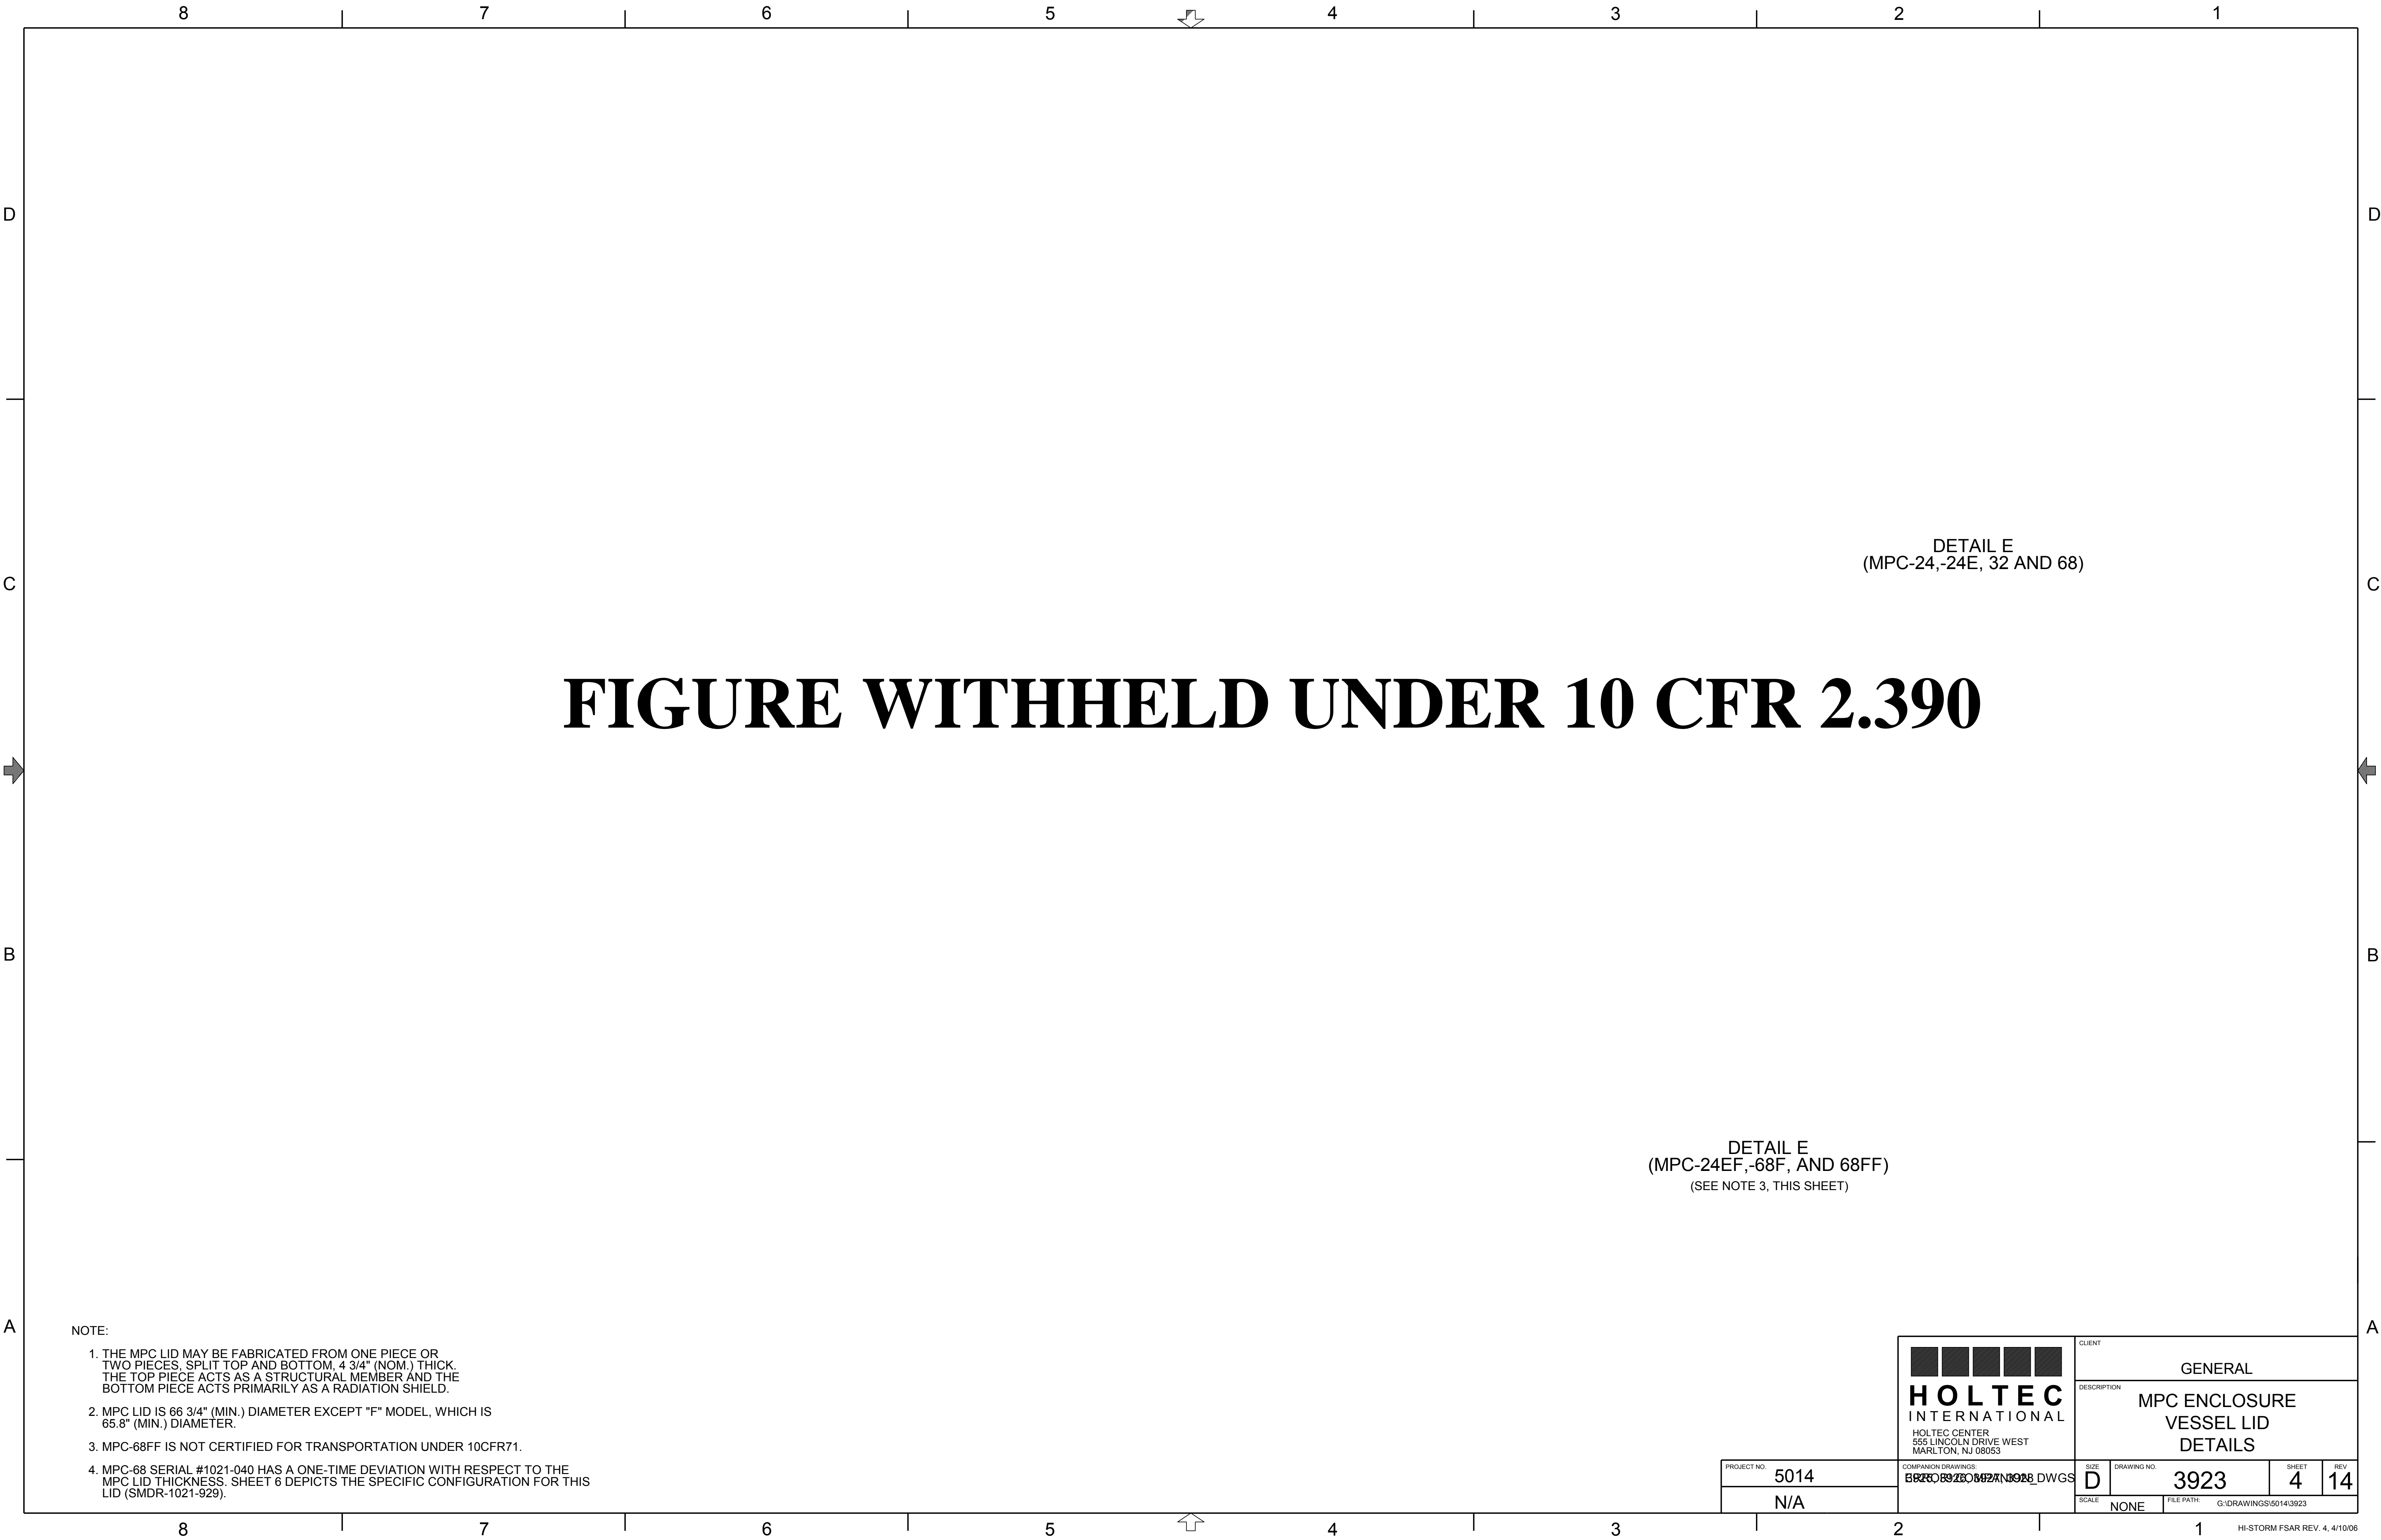 8 7 6 5 4 3 2 1
D D
DETAIL E
(MPC-24,-24E, 32 AND 68)
C C
FIGURE WITHHELD UNDER 10 CFR 2.390
B B
DETAIL E
(MPC-24EF,-68F, AND 68FF)
(SEE NOTE 3, THIS SHEET)
A A
NOTE:
1. THE MPC LID MAY BE FABRICATED FROM ONE PIECE OR
TWO PIECES, SPLIT TOP AND BOTTOM, 4 3/4" (NOM.) THICK.
THE TOP PIECE ACTS AS A STRUCTURAL MEMBER AND THE
BOTTOM PIECE ACTS PRIMARILY AS A RADIATION SHIELD.
2. MPC LID IS 66 3/4" (MIN.) DIAMETER EXCEPT "F" MODEL, WHICH IS
65.8" (MIN.) DIAMETER.
3. MPC-68FF IS NOT CERTIFIED FOR TRANSPORTATION UNDER 10CFR71.
4. MPC-68 SERIAL #1021-040 HAS A ONE-TIME DEVIATION WITH RESPECT TO THE
MPC LID THICKNESS. SHEET 6 DEPICTS THE SPECIFIC CONFIGURATION FOR THIS
LID (SMDR-1021-929).
HOLTEC
INTERNATIONAL
HOLTEC CENTER
555 LINCOLN DRIVE WEST
MARLTON, NJ 08053
CLIENT
GENERAL
DESCRIPTION
MPC ENCLOSURE
VESSEL LID
DETAILS
PROJECT NO. 5014
N/A
COMPANION DRAWINGS:
SIZE D
DRAWING NO. 3923
SHEET 4
REV 14
SCALE NONE
FILE PATH: G:\DRAWINGS\5014\3923
8 7 6 5 4 3 2 1
HI-STORM FSAR REV. 4, 4/10/06